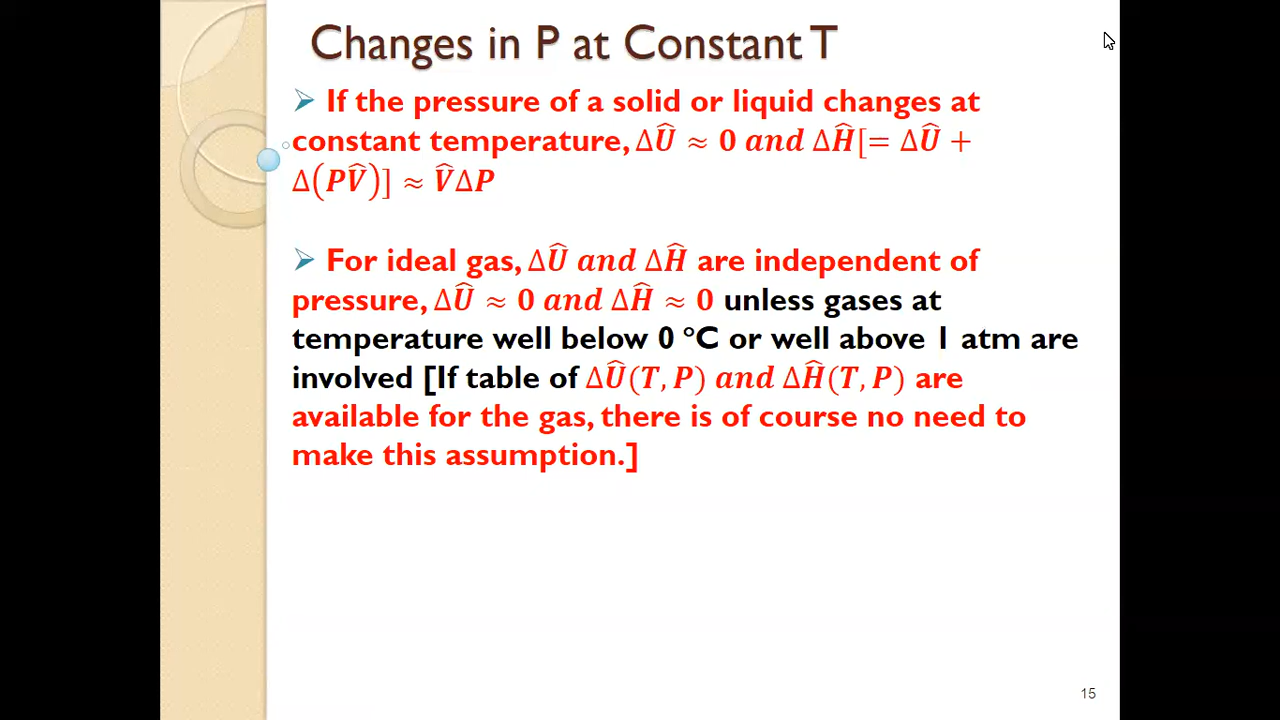 Changes in P at Constant T
➢ If the pressure of a solid or liquid changes at
constant temperature, ΔÛ ≈ 0 and ΔĤ[= ΔÛ +
Δ(PV̂)] ≈ V̂ΔP
➢ For ideal gas, ΔÛ and ΔĤ are independent of
pressure, ΔÛ ≈ 0 and ΔĤ ≈ 0 unless gases at
temperature well below 0 °C or well above 1 atm are
involved [If table of ΔÛ(T, P) and ΔĤ(T, P) are
available for the gas, there is of course no need to
make this assumption.]
15